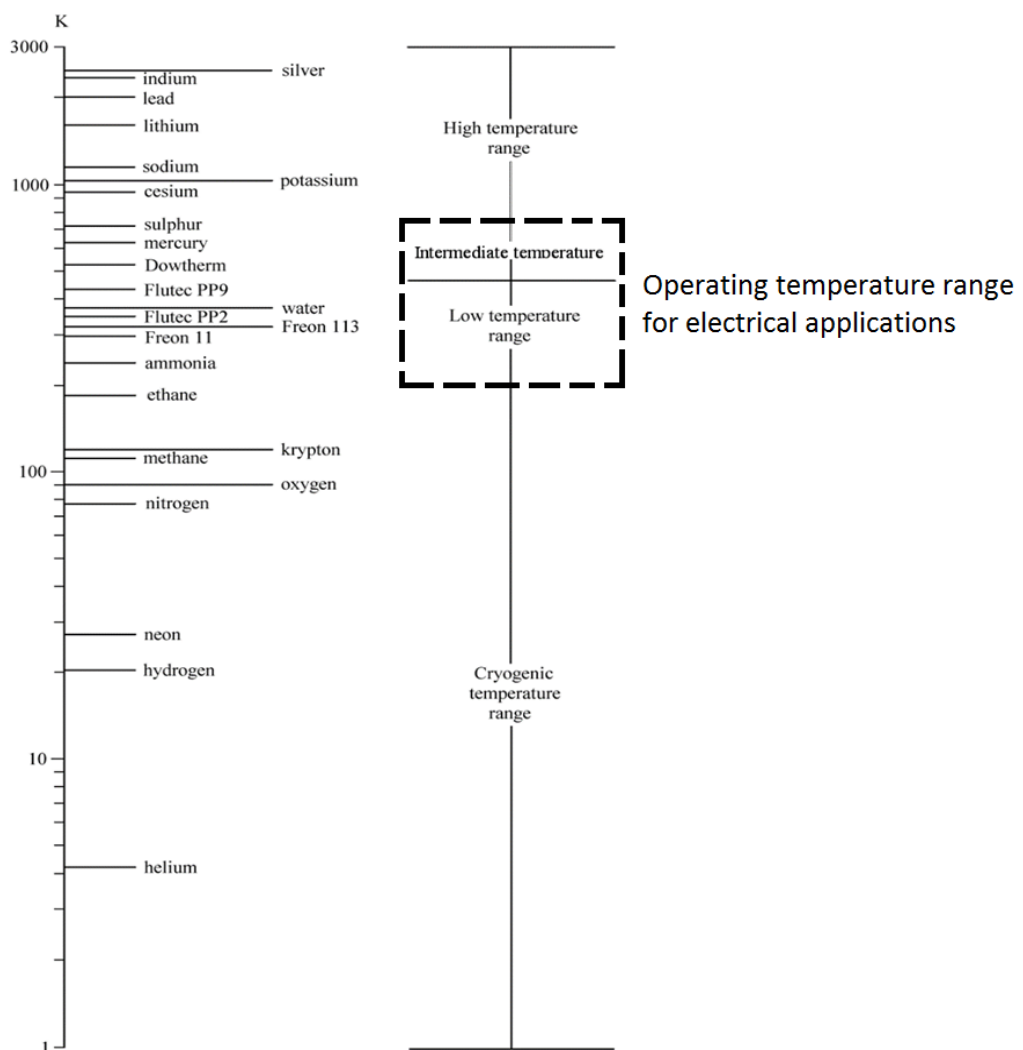 K
3000
silver
indium
lead
lithium
High temperature
range
sodium
potassium
1000
cesium
sulphur
mercury
Intermediate temperature
Dowtherm
Flutec PP9
Operating temperature range
for electrical applications
water
Flutec PP2
Freon 113
Low temperature
range
Freon 11
ammonia
ethane
krypton
methane
100
oxygen
nitrogen
neon
hydrogen
Cryogenic
temperature
range
10
helium
1